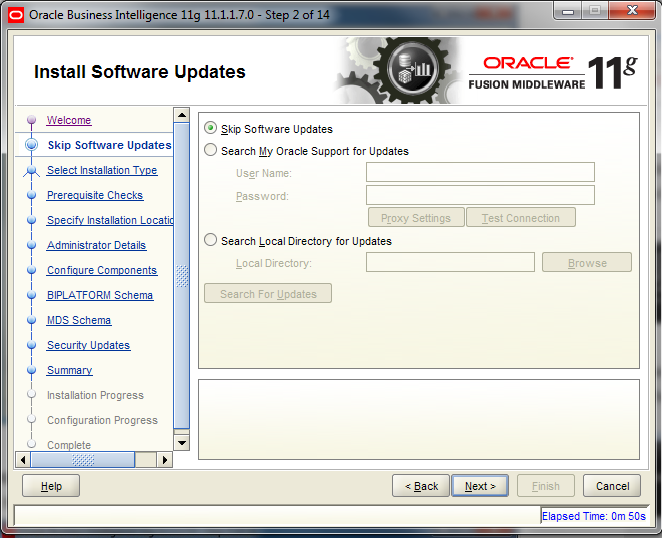 Oracle Business Intelligence 11g 11.1.1.7.0 - Step 2 of 14
Install Software Updates
ORACLE
FUSION MIDDLEWARE 11g
Welcome
Skip Software Updates
Select Installation Type
Prerequisite Checks
Specify Installation Locatio
Administrator Details
Configure Components
BIPLATFORM Schema
MDS Schema
Security Updates
Summary
Installation Progress
Configuration Progress
Complete
Skip Software Updates
Search My Oracle Support for Updates
User Name:
Password:
Proxy Settings Test Connection
Search Local Directory for Updates
Local Directory: Browse
Search For Updates
Help < Back Next > Finish Cancel
Elapsed Time: 0m 50s